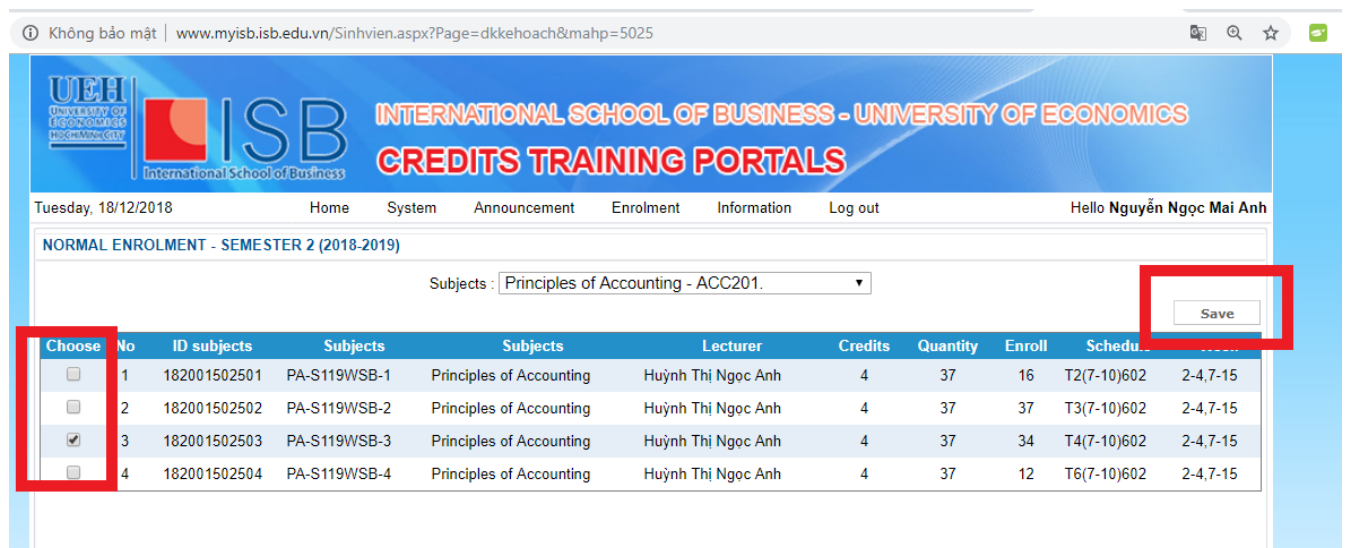 Không bảo mật | www.myisb.isb.edu.vn/Sinhvien.aspx?Page=dkkehoach&mahp=5025
UEH
UNIVERSITY OF
ECONOMICS
HOCHIMINH CITY
ISB
International School of Business
INTERNATIONAL SCHOOL OF BUSINESS - UNIVERSITY OF ECONOMICS
CREDITS TRAINING PORTALS
Tuesday, 18/12/2018 Home System Announcement Enrolment Information Log out Hello Nguyễn Ngọc Mai Anh
NORMAL ENROLMENT - SEMESTER 2 (2018-2019)
Subjects : Principles of Accounting - ACC201.
Save
Choose No ID subjects Subjects Subjects Lecturer Credits Quantity Enroll Schedule
1 182001502501 PA-S119WSB-1 Principles of Accounting Huỳnh Thị Ngọc Anh 4 37 16 T2(7-10)602 2-4,7-15
2 182001502502 PA-S119WSB-2 Principles of Accounting Huỳnh Thị Ngọc Anh 4 37 37 T3(7-10)602 2-4,7-15
3 182001502503 PA-S119WSB-3 Principles of Accounting Huỳnh Thị Ngọc Anh 4 37 34 T4(7-10)602 2-4,7-15
4 182001502504 PA-S119WSB-4 Principles of Accounting Huỳnh Thị Ngọc Anh 4 37 12 T6(7-10)602 2-4,7-15